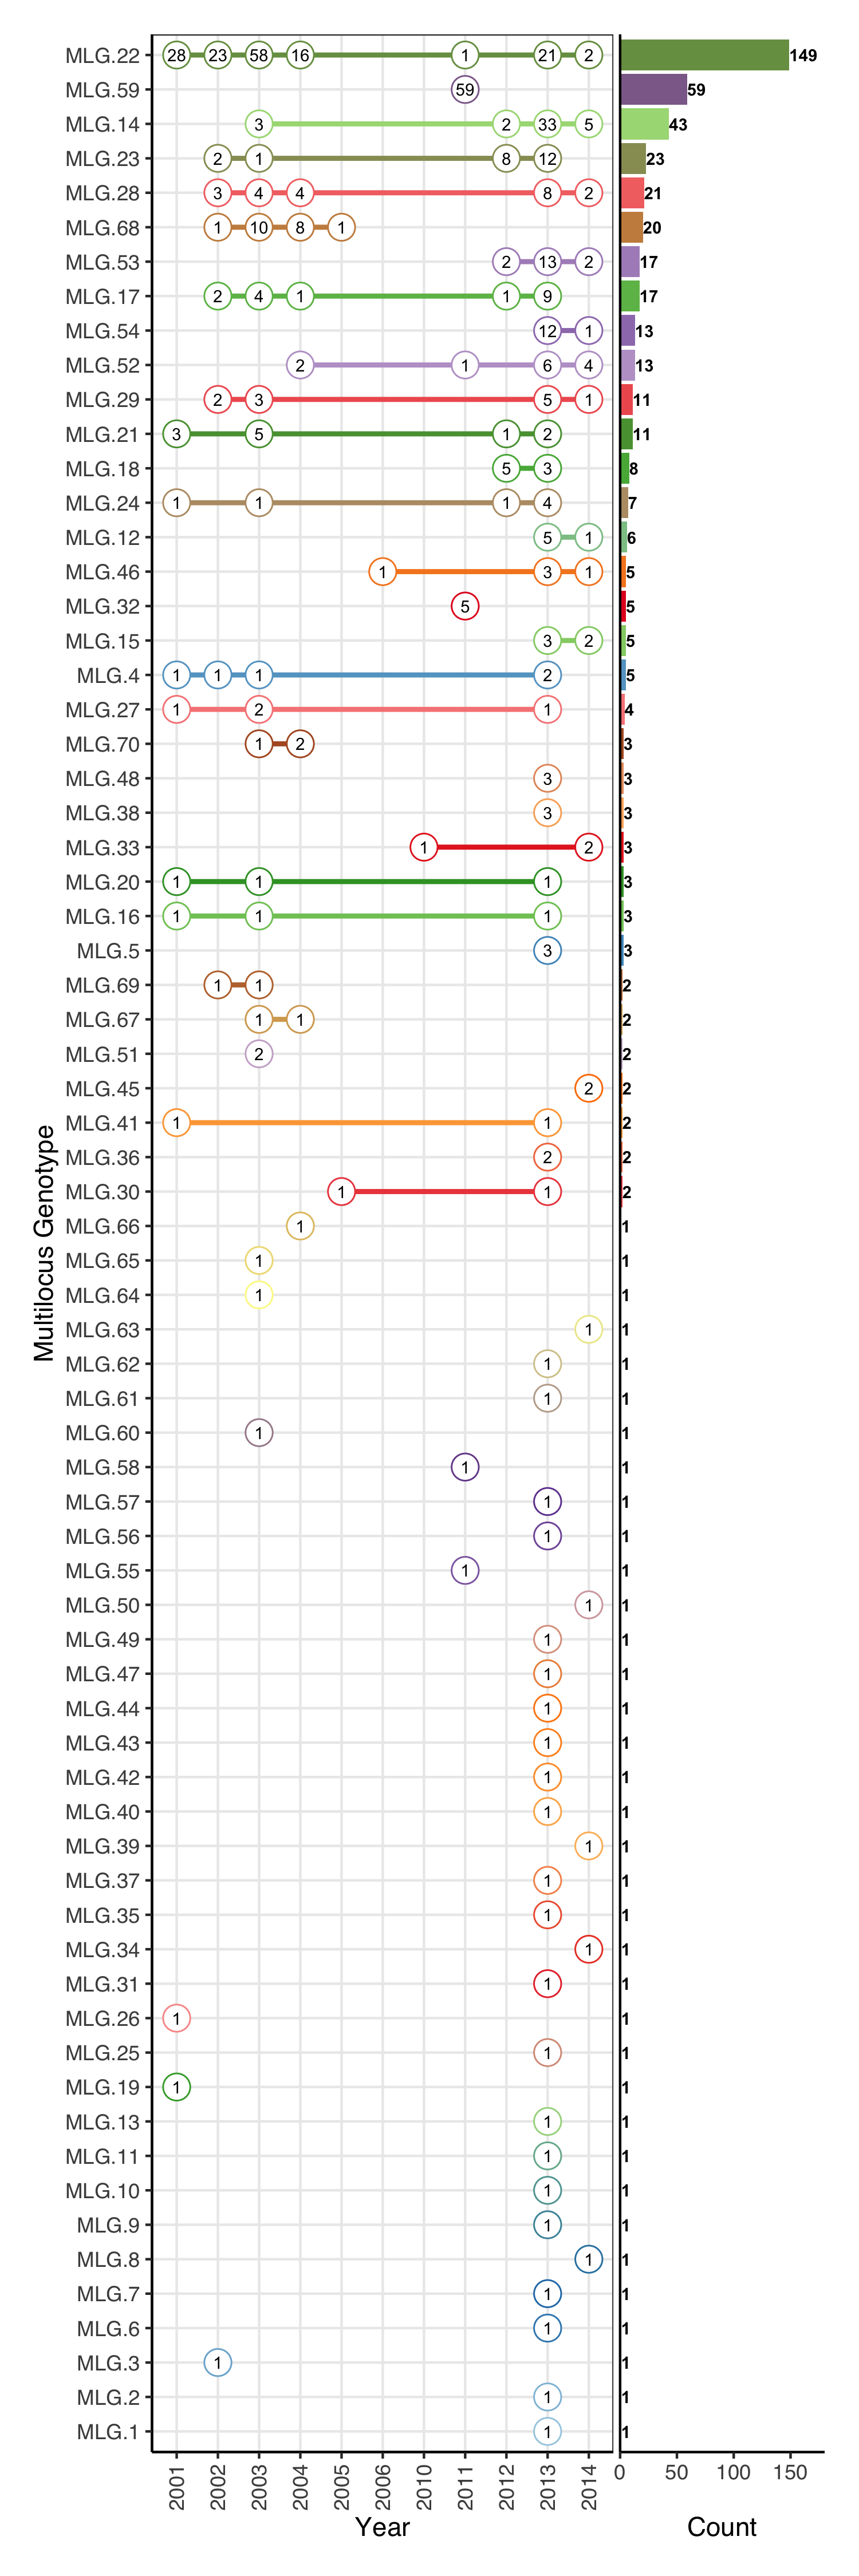 MLG.22 28 23 58 16 1 21 2 149
MLG.59 59 59
MLG.14 3 2 33 5 43
MLG.23 2 1 8 12 23
MLG.28 3 4 4 8 2 21
MLG.68 1 10 8 1 20
MLG.53 2 13 2 17
MLG.17 2 4 1 1 9 17
MLG.54 12 1 13
MLG.52 2 1 6 4 13
MLG.29 2 3 5 1 11
MLG.21 3 5 1 2 11
MLG.18 5 3 8
MLG.24 1 1 1 4 7
MLG.12 5 1 6
MLG.46 1 3 1 5
MLG.32 5 5
MLG.15 3 2 5
MLG.4 1 1 1 2 5
MLG.27 1 2 1 4
MLG.70 1 2 3
MLG.48 3 3
MLG.38 3 3
MLG.33 1 2 3
MLG.20 1 1 1 3
MLG.16 1 1 1 3
MLG.5 3 3
MLG.69 1 1 2
MLG.67 1 1 2
MLG.51 2 2
MLG.45 2 2
MLG.41 1 1 2
MLG.36 2 2
MLG.30 1 1 2
MLG.66 1 1
MLG.65 1 1
MLG.64 1 1
MLG.63 1 1
MLG.62 1 1
MLG.61 1 1
MLG.60 1 1
MLG.58 1 1
MLG.57 1 1
MLG.56 1 1
MLG.55 1 1
MLG.50 1 1
MLG.49 1 1
MLG.47 1 1
MLG.44 1 1
MLG.43 1 1
MLG.42 1 1
MLG.40 1 1
MLG.39 1 1
MLG.37 1 1
MLG.35 1 1
MLG.34 1 1
MLG.31 1 1
MLG.26 1 1
MLG.25 1 1
MLG.19 1 1
MLG.13 1 1
MLG.11 1 1
MLG.10 1 1
MLG.9 1 1
MLG.8 1 1
MLG.7 1 1
MLG.6 1 1
MLG.3 1 1
MLG.2 1 1
MLG.1 1 1
Multilocus Genotype
2001 2002 2003 2004 2005 2006 2010 2011 2012 2013 2014
0 50 100 150
Year
Count